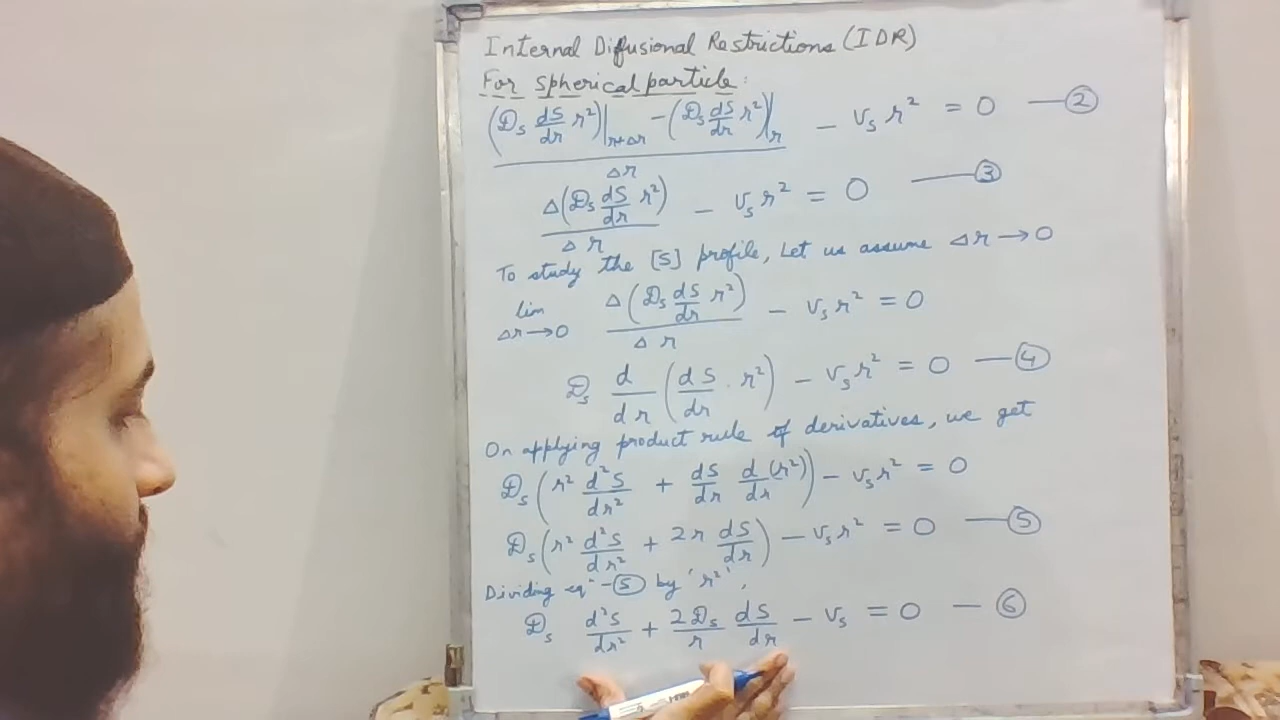 Internal Difusional Restrictions (IDR)
For spherical particle:
(Ds dS/dr r²)|r+Δr − (Ds dS/dr r²)|r / Δr − vs r² = 0 — ②
Δ(Ds dS/dr r²) / Δr − vs r² = 0 — ③
To study the [S] profile, Let us assume Δr → 0
lim Δr→0 Δ(Ds dS/dr r²) / Δr − vs r² = 0
Ds d/dr (dS/dr . r²) − vs r² = 0 — ④
On applying product rule of derivatives, we get
Ds (r² d²S/dr² + dS/dr d/dr (r²)) − vs r² = 0
Ds (r² d²S/dr² + 2r dS/dr) − vs r² = 0 — ⑤
Dividing eqⁿ-⑤ by 'r²',
Ds d²S/dr² + 2Ds/r dS/dr − vs = 0 — ⑥